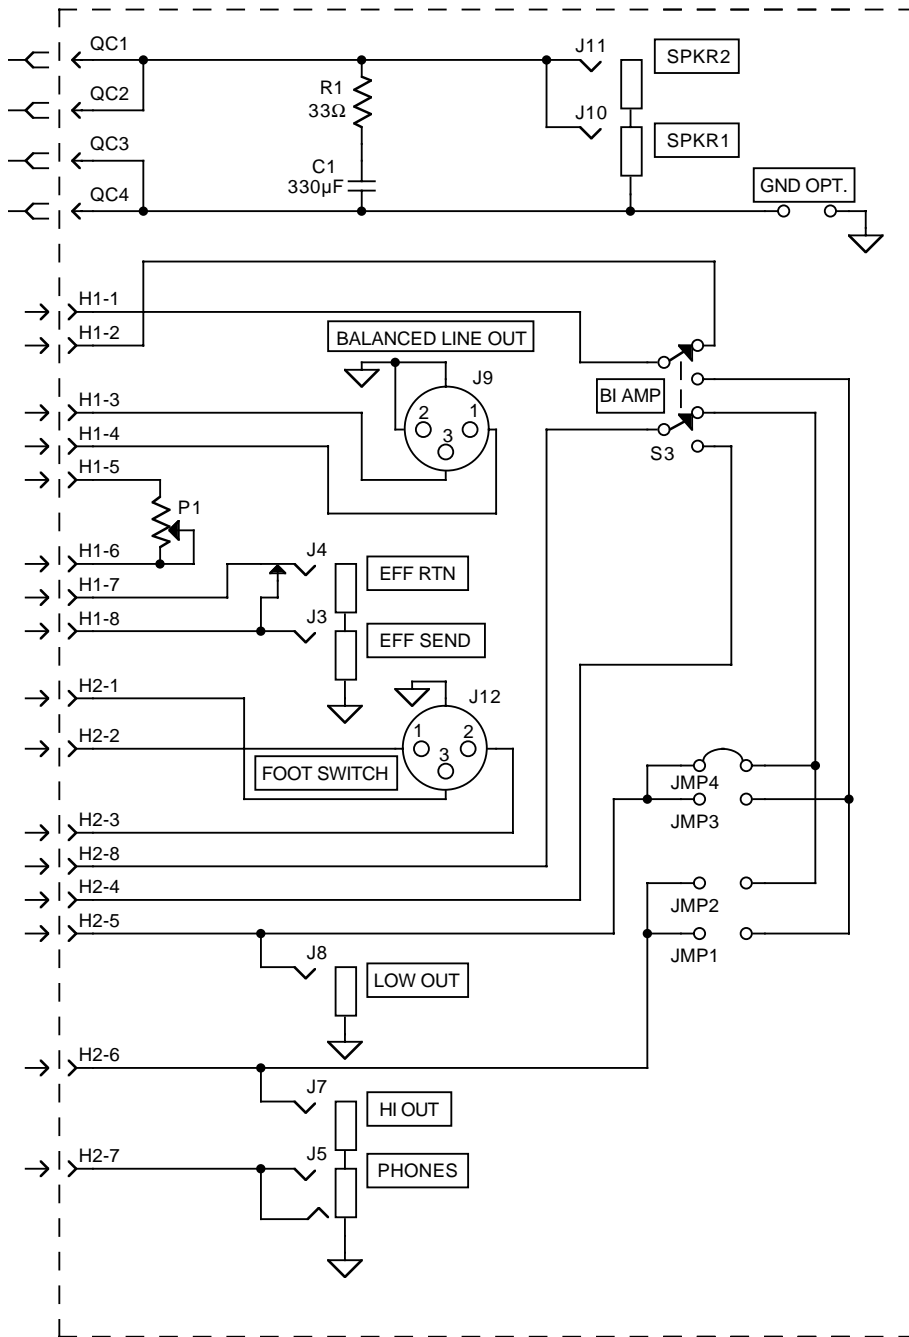 QC1
J11
SPKR2
R1
33Ω
QC2
J10
SPKR1
QC3
C1
330µF
GND OPT.
QC4
H1-1
H1-2
BALANCED LINE OUT
J9
BI AMP
H1-3
2
1
3
H1-4
S3
H1-5
P1
H1-6
J4
EFF RTN
H1-7
H1-8
J3
EFF SEND
H2-1
J12
H2-2
1
2
3
FOOT SWITCH
JMP4
H2-3
JMP3
H2-8
H2-4
JMP2
H2-5
JMP1
J8
LOW OUT
H2-6
J7
HI OUT
H2-7
J5
PHONES